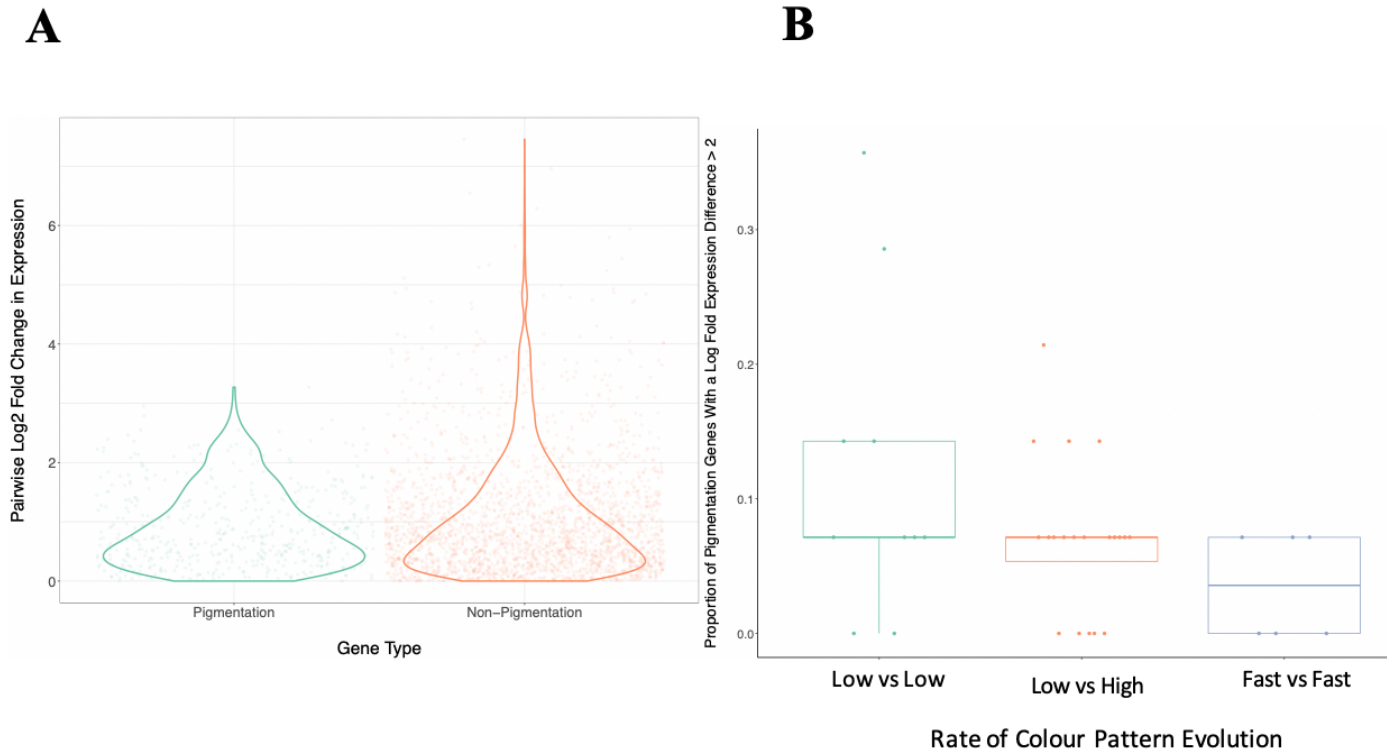 A
B
Pairwise Log2 Fold Change in Expression
6
4
2
0
Pigmentation
Non-Pigmentation
Gene Type
Proportion of Pigmentation Genes With a Log Fold Expression Difference > 2
0.3
0.2
0.1
0.0
Low vs Low
Low vs High
Fast vs Fast
Rate of Colour Pattern Evolution